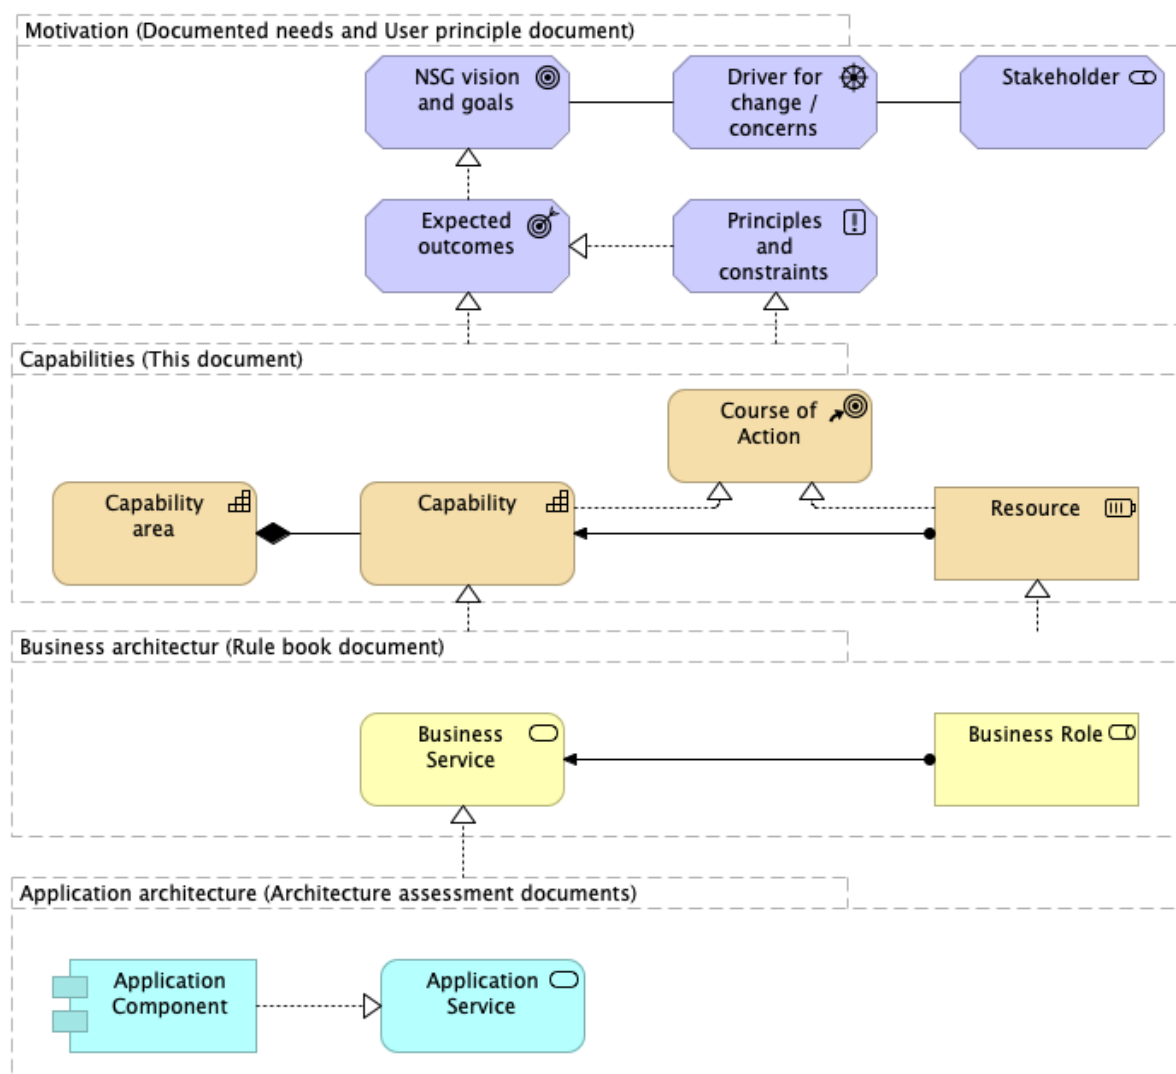 Motivation (Documented needs and User principle document)
NSG vision
and goals
Driver for
change /
concerns
Stakeholder
Expected
outcomes
Principles
and
constraints
Capabilities (This document)
Course of
Action
Capability
area
Capability
Resource
Business architectur (Rule book document)
Business
Service
Business Role
Application architecture (Architecture assessment documents)
Application
Component
Application
Service